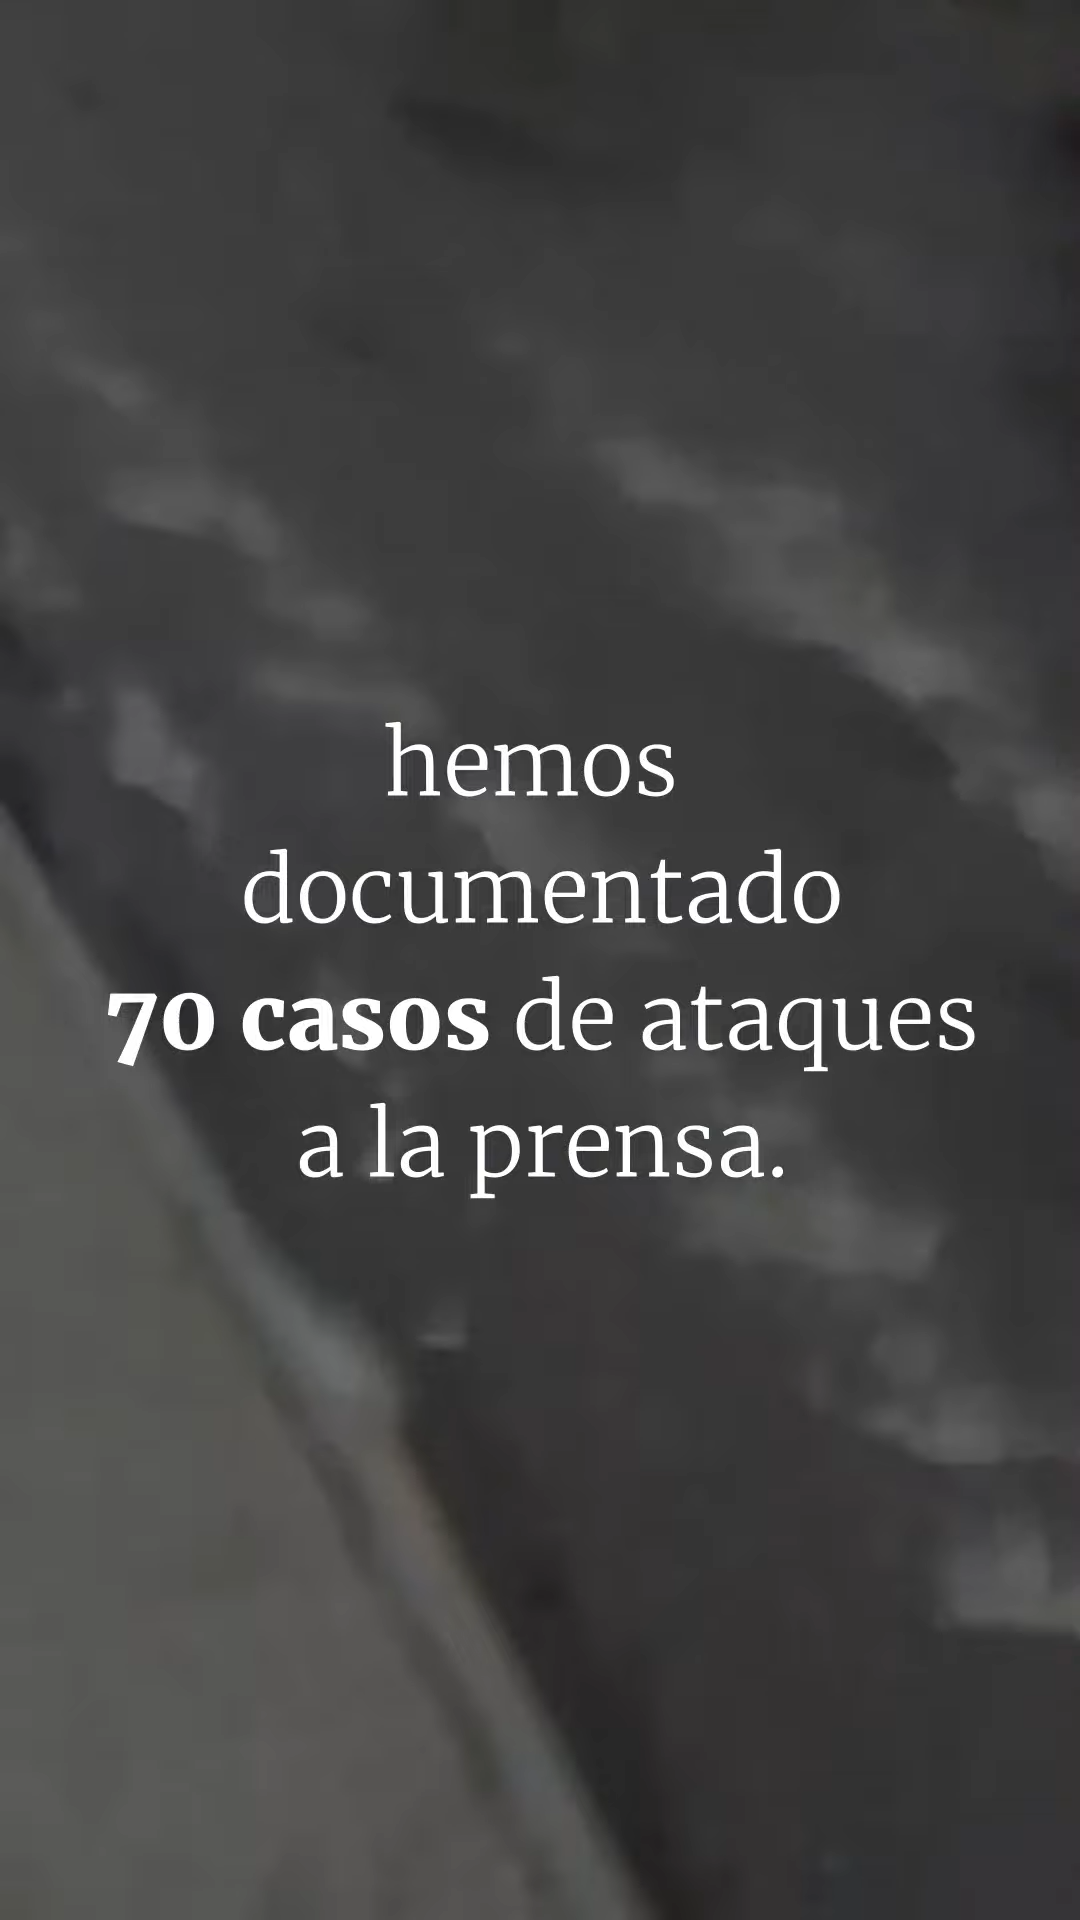 hemos
documentado
70 casos de ataques
a la prensa.